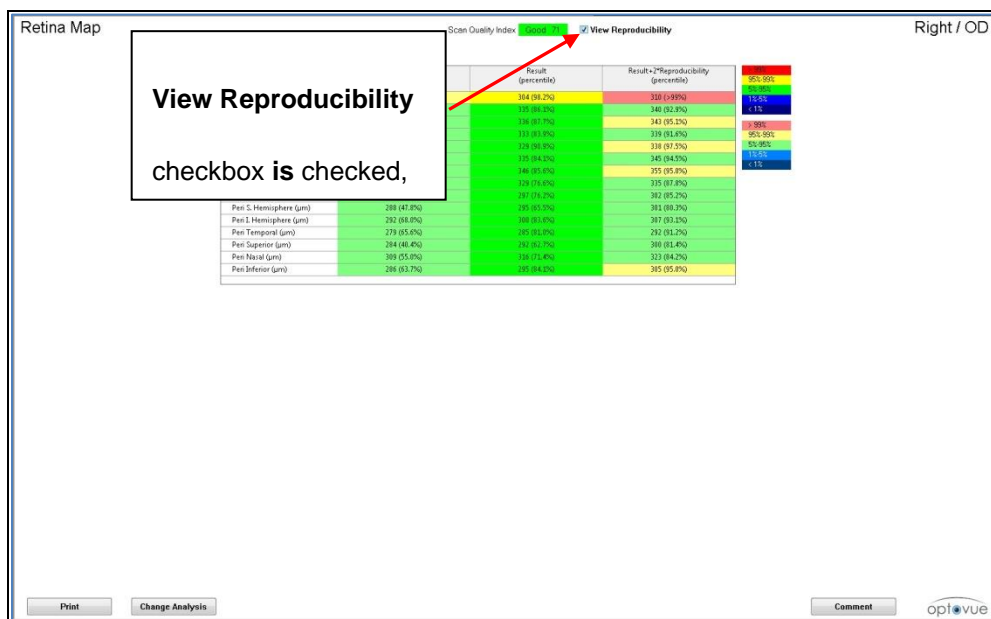 Retina Map
Scan Quality Index Good 71 View Reproducibility
Right / OD
View Reproducibility
checkbox is checked,
Result
(percentile)
Result+2*Reproducibility
(percentile)
304 (98.2%) 310 (>99%)
340 (92.9%)
336 (87.7%) 343 (95.1%)
333 (83.9%) 339 (91.6%)
329 (90.9%) 338 (97.5%)
335 (84.1%) 345 (94.5%)
346 (85.6%) 355 (95.0%)
329 (76.6%) 335 (87.8%)
297 (76.2%) 302 (85.2%)
Peri S. Hemisphere (µm) 288 (47.8%) 295 (65.5%) 301 (80.3%)
Peri I. Hemisphere (µm) 292 (68.0%) 300 (83.6%) 307 (93.1%)
Peri Temporal (µm) 279 (65.6%) 285 (81.0%) 292 (91.2%)
Peri Superior (µm) 284 (40.4%) 292 (62.7%) 300 (81.4%)
Peri Nasal (µm) 309 (55.0%) 316 (71.4%) 323 (84.2%)
Peri Inferior (µm) 286 (63.7%) 295 (84.1%) 305 (95.0%)
> 99%
95%-99%
5%-95%
1%-5%
< 1%
> 99%
95%-99%
5%-95%
1%-5%
< 1%
Print
Change Analysis
Comment
optovue